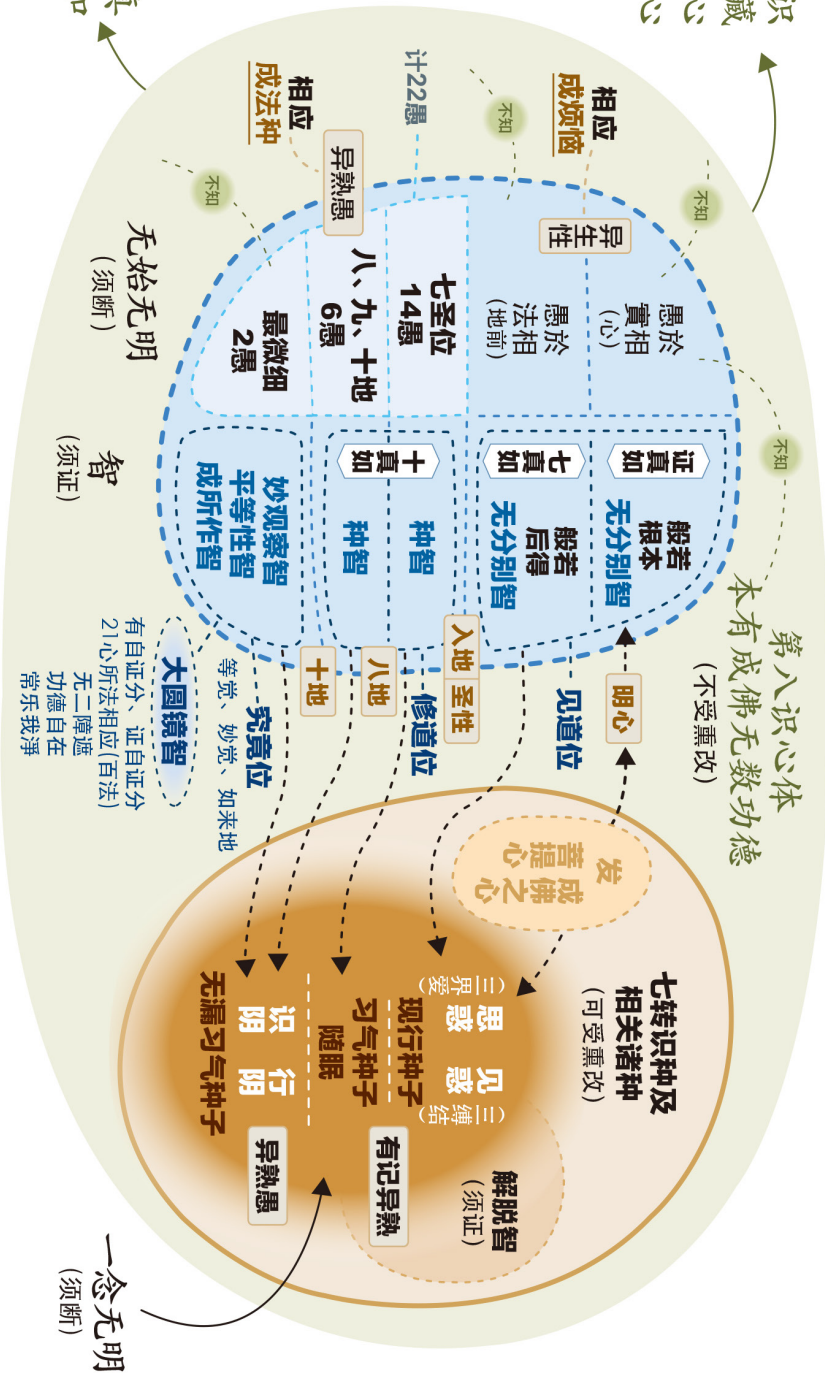 识
藏
心
心
第八识心体
本有成佛无数功德
(不受熏改)
不知
不知
不知
不知
相应
成烦恼
计22愚
相应
成法种
异生性
异熟愚
愚於
實相
(心)
愚於
法相
(地前)
七圣位
14愚
八、九、十地
6愚
最微细
2愚
无始无明
(须断)
证真如
般若
根本
无分别智
七真如
般若
后得
无分别智
十真如
种智
种智
妙观察智
平等性智
成所作智
智
(须证)
明心
见道位
入地
圣性
修道位
八地
十地
究竟位
等觉、妙觉、如来地
大圆镜智
有自证分、证自证分
21心所法相应(百法)
无二障遮
功德自在
常乐我淨
七转识种及
相关诸种
(可受熏改)
发
菩提心
成佛之心
(三界爱)
思惑
见惑
(三缚结)
现行种子
习气种子
随眠
识阴
行阴
无漏习气种子
解脱智
(须证)
有记异熟
异熟愚
一念无明
(须断)